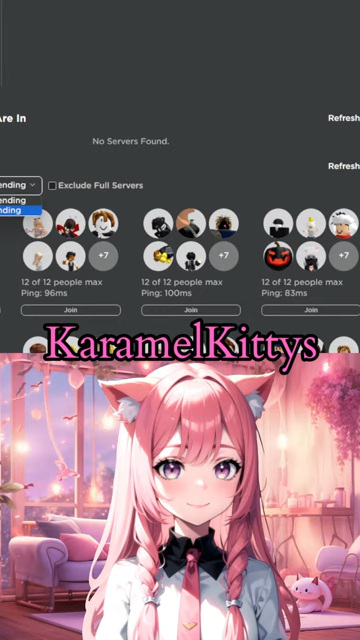 Are In
Refresh
No Servers Found.
Refresh
ending
Exclude Full Servers
ending
nding
+7
+7
+7
12 of 12 people max
Ping: 96ms
Join
12 of 12 people max
Ping: 100ms
Join
12 of 12 people max
Ping: 83ms
Join
KaramelKittys